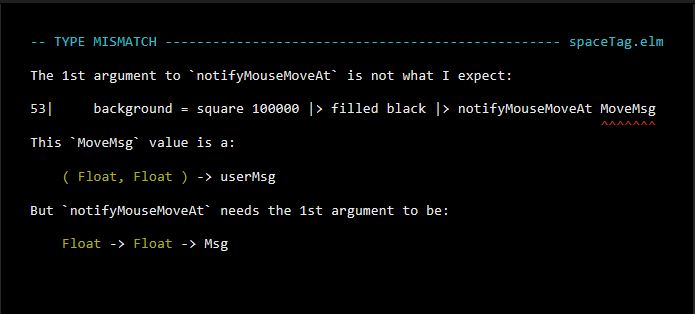 -- TYPE MISMATCH -------------------------------------------------- spaceTag.elm
The 1st argument to `notifyMouseMoveAt` is not what I expect:
53|     background = square 100000 |> filled black |> notifyMouseMoveAt MoveMsg
^^^^^^^
This `MoveMsg` value is a:
( Float, Float ) -> userMsg
But `notifyMouseMoveAt` needs the 1st argument to be:
Float -> Float -> Msg